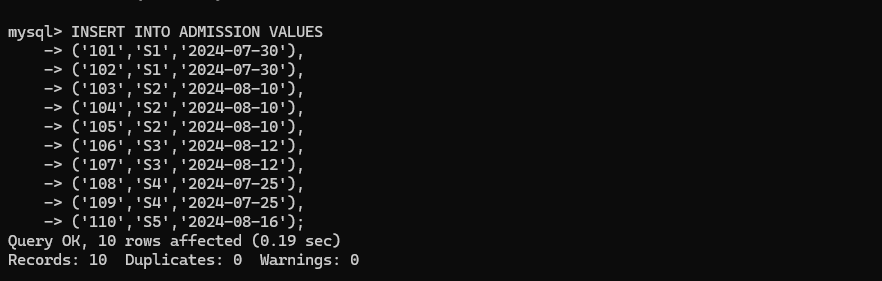 mysql> INSERT INTO ADMISSION VALUES
    -> ('101','S1','2024-07-30'),
    -> ('102','S1','2024-07-30'),
    -> ('103','S2','2024-08-10'),
    -> ('104','S2','2024-08-10'),
    -> ('105','S2','2024-08-10'),
    -> ('106','S3','2024-08-12'),
    -> ('107','S3','2024-08-12'),
    -> ('108','S4','2024-07-25'),
    -> ('109','S4','2024-07-25'),
    -> ('110','S5','2024-08-16');
Query OK, 10 rows affected (0.19 sec)
Records: 10  Duplicates: 0  Warnings: 0